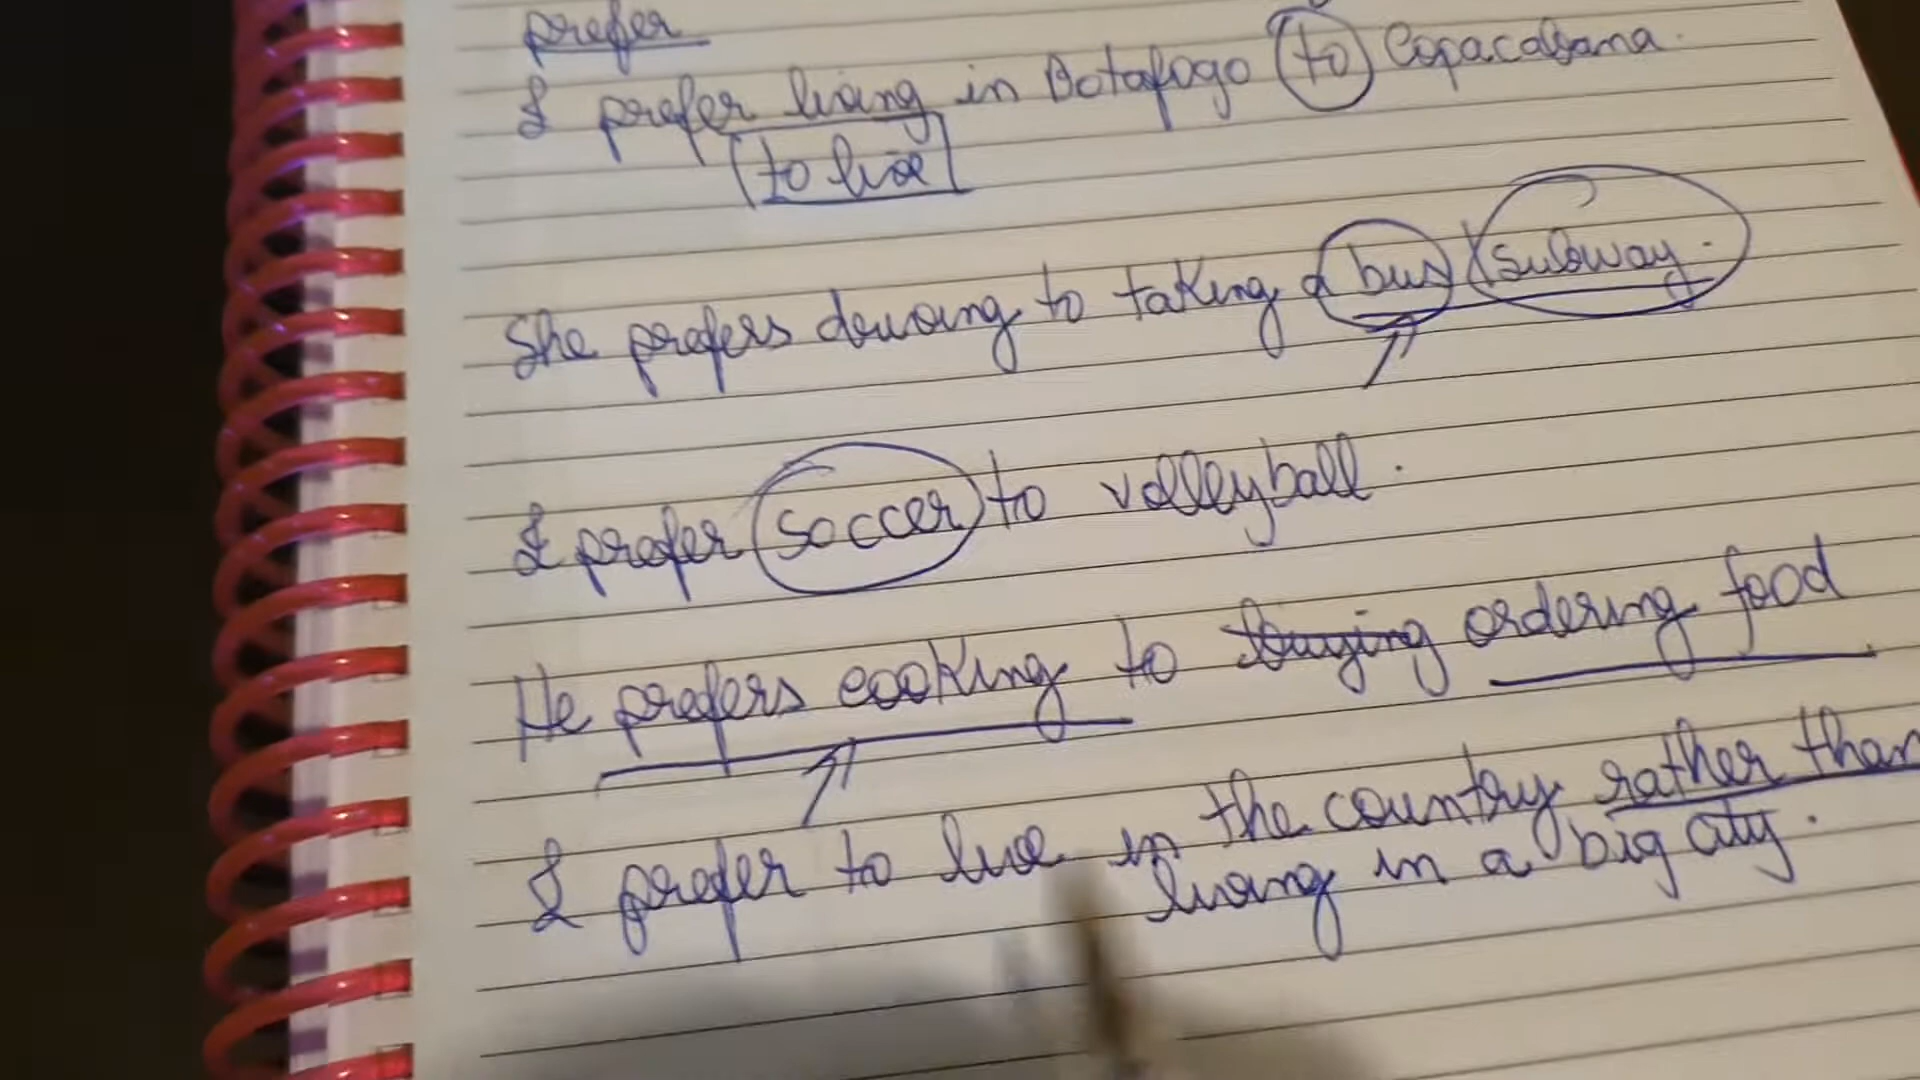 prefer
I prefer living in Botafogo to Copacabana.
to live
She prefers driving to taking a bus / subway.
I prefer soccer to volleyball.
He prefers cooking to buying ordering food
I prefer to live in the country rather than
living in a big city.